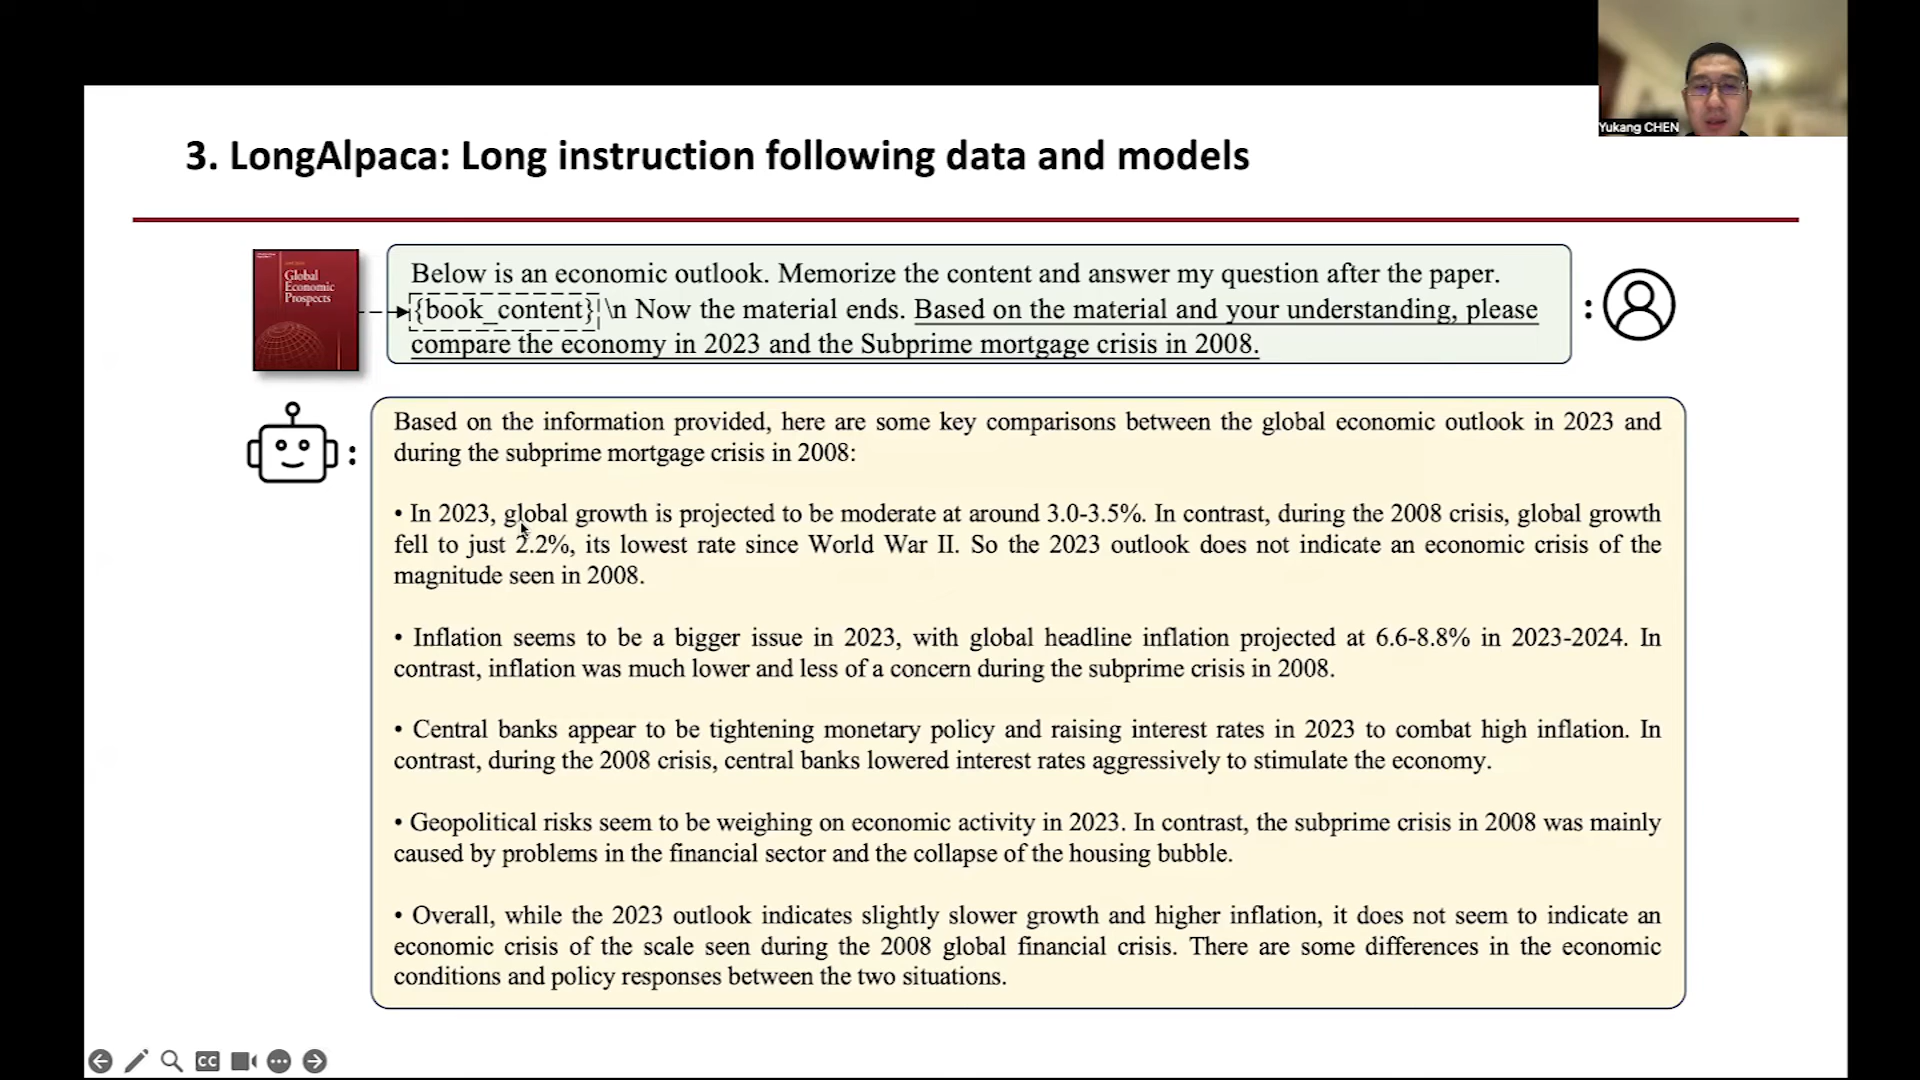 Yukang CHEN
3. LongAlpaca: Long instruction following data and models
Global
Economic
Prospects
Below is an economic outlook. Memorize the content and answer my question after the paper.
{book_content} \n Now the material ends. Based on the material and your understanding, please
compare the economy in 2023 and the Subprime mortgage crisis in 2008.
:
:
Based on the information provided, here are some key comparisons between the global economic outlook in 2023 and
during the subprime mortgage crisis in 2008:
• In 2023, global growth is projected to be moderate at around 3.0-3.5%. In contrast, during the 2008 crisis, global growth
fell to just 2.2%, its lowest rate since World War II. So the 2023 outlook does not indicate an economic crisis of the
magnitude seen in 2008.
• Inflation seems to be a bigger issue in 2023, with global headline inflation projected at 6.6-8.8% in 2023-2024. In
contrast, inflation was much lower and less of a concern during the subprime crisis in 2008.
• Central banks appear to be tightening monetary policy and raising interest rates in 2023 to combat high inflation. In
contrast, during the 2008 crisis, central banks lowered interest rates aggressively to stimulate the economy.
• Geopolitical risks seem to be weighing on economic activity in 2023. In contrast, the subprime crisis in 2008 was mainly
caused by problems in the financial sector and the collapse of the housing bubble.
• Overall, while the 2023 outlook indicates slightly slower growth and higher inflation, it does not seem to indicate an
economic crisis of the scale seen during the 2008 global financial crisis. There are some differences in the economic
conditions and policy responses between the two situations.
CC